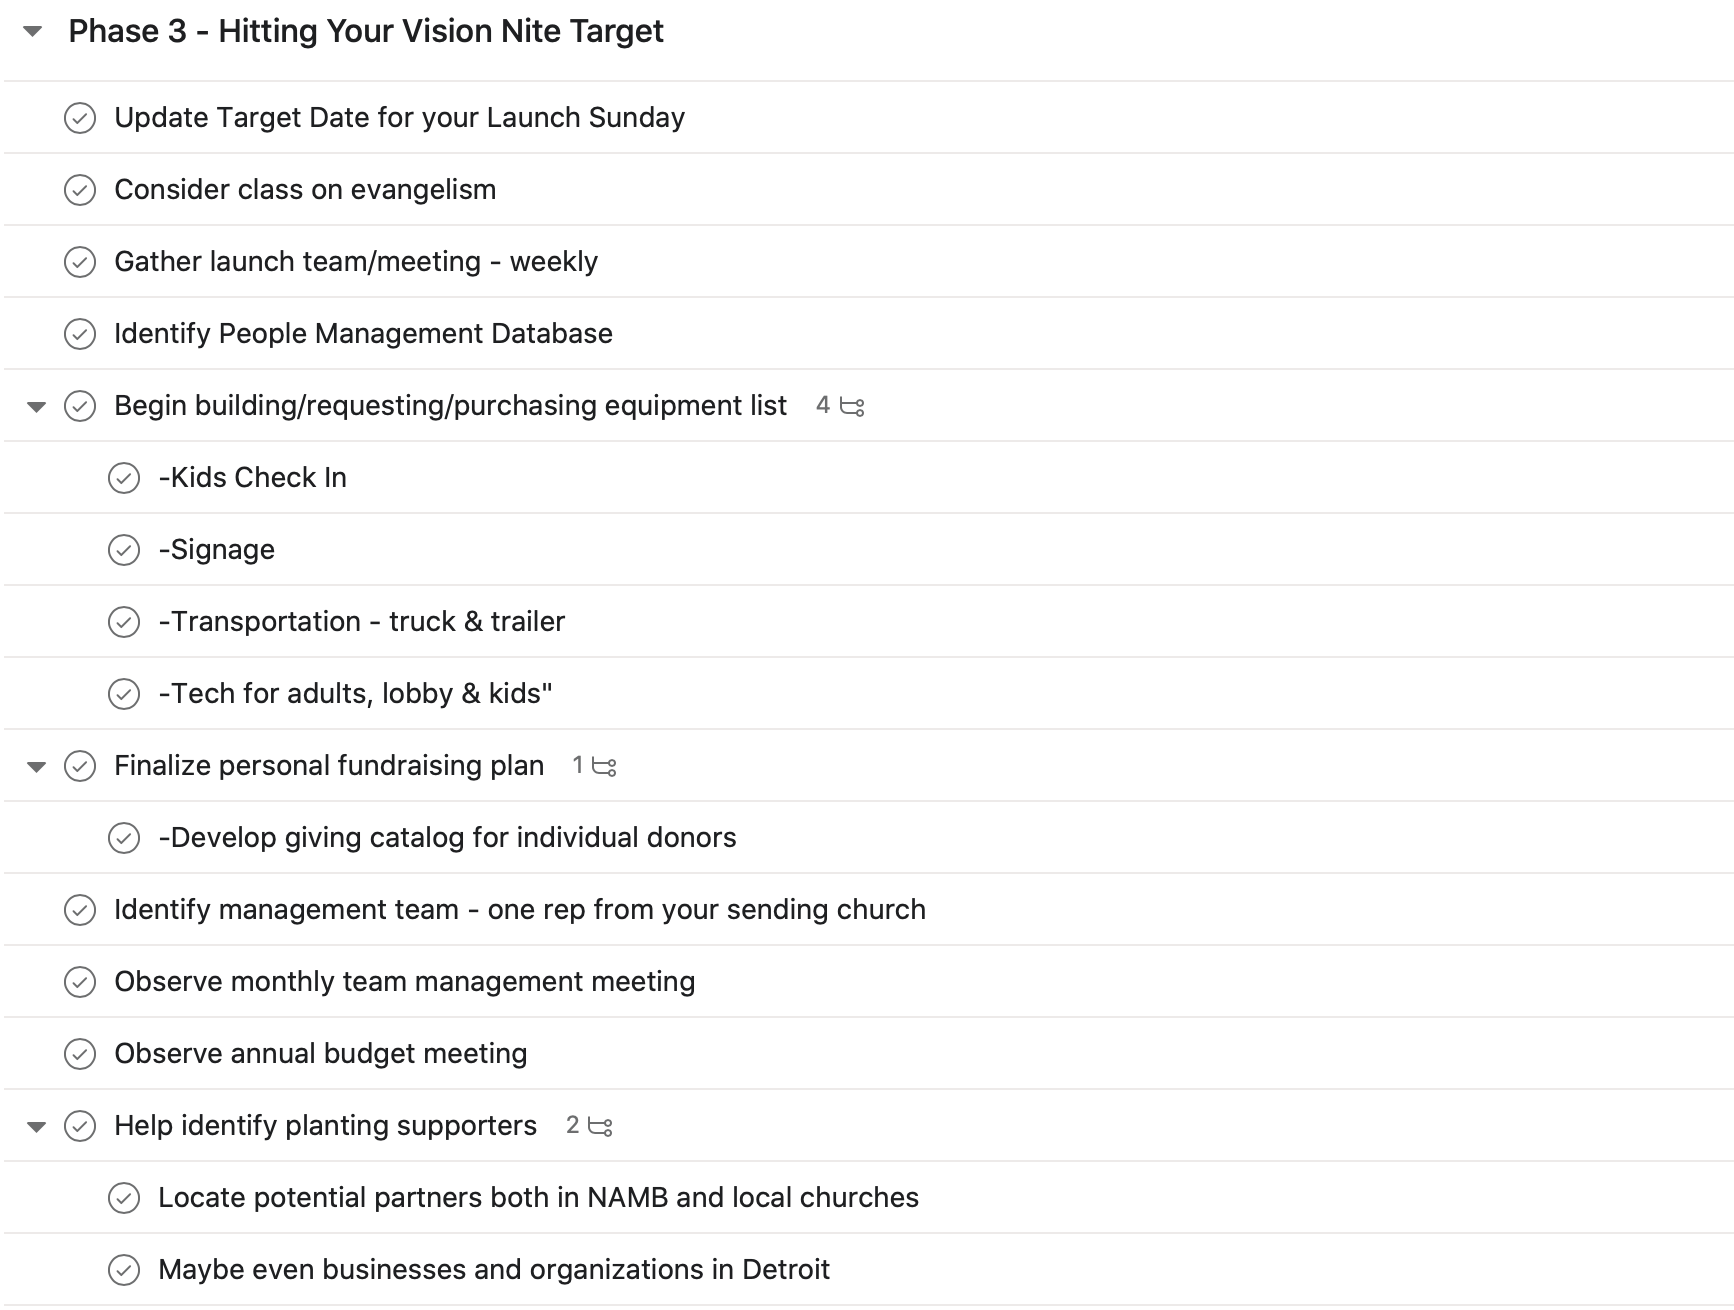 Phase 3 - Hitting Your Vision Nite Target
Update Target Date for your Launch Sunday
Consider class on evangelism
Gather launch team/meeting - weekly
Identify People Management Database
Begin building/requesting/purchasing equipment list 4
-Kids Check In
-Signage
-Transportation - truck & trailer
-Tech for adults, lobby & kids"
Finalize personal fundraising plan 1
-Develop giving catalog for individual donors
Identify management team - one rep from your sending church
Observe monthly team management meeting
Observe annual budget meeting
Help identify planting supporters 2
Locate potential partners both in NAMB and local churches
Maybe even businesses and organizations in Detroit